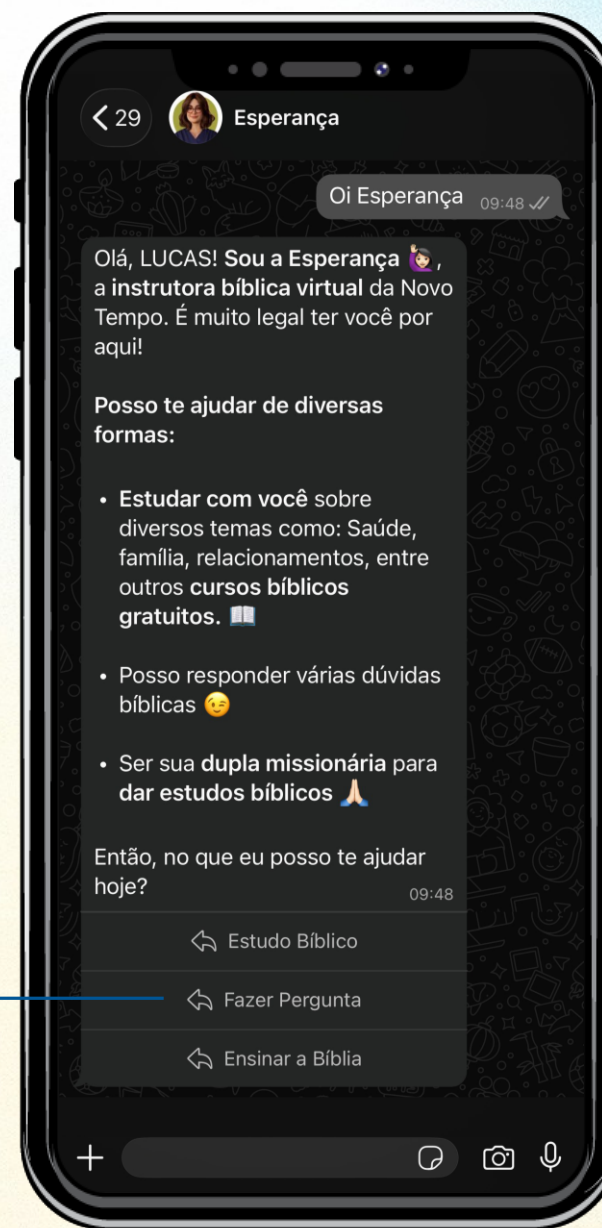 29
Esperança
Oi Esperança 09:48
Olá, LUCAS! Sou a Esperança 🙋🏻‍♀️,
a instrutora bíblica virtual da Novo
Tempo. É muito legal ter você por
aqui!
Posso te ajudar de diversas
formas:
• Estudar com você sobre
diversos temas como: Saúde,
família, relacionamentos, entre
outros cursos bíblicos
gratuitos. 📖
• Posso responder várias dúvidas
bíblicas 😉
• Ser sua dupla missionária para
dar estudos bíblicos 🙏🏻
Então, no que eu posso te ajudar
hoje? 09:48
Estudo Bíblico
Fazer Pergunta
Ensinar a Bíblia